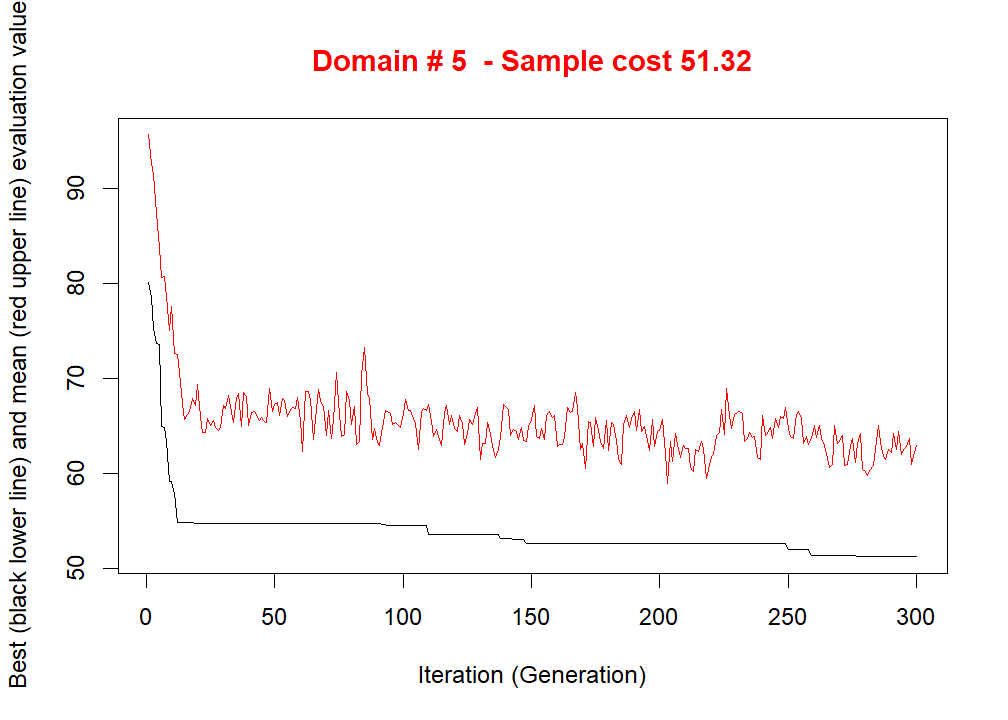 Domain # 5  - Sample cost 51.32
Best (black lower line) and mean (red upper line) evaluation value
90
80
70
60
50
0 50 100 150 200 250 300
Iteration (Generation)